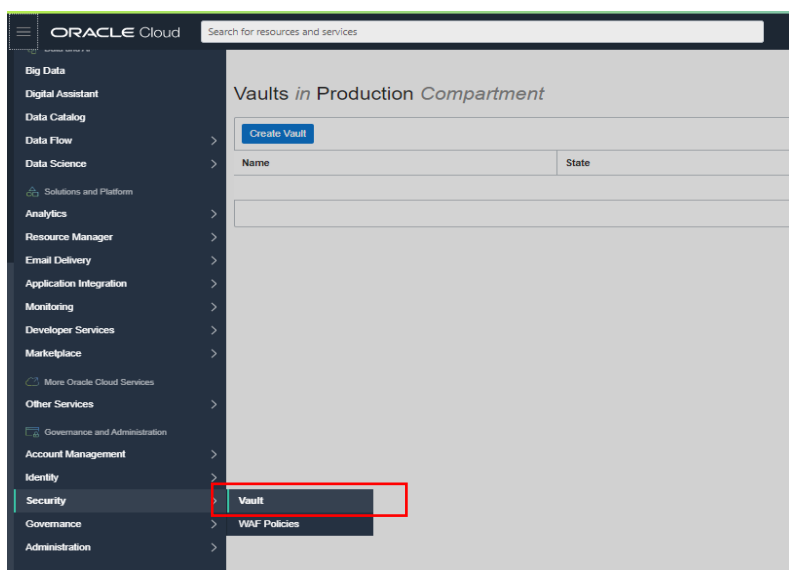 ORACLE Cloud
Search for resources and services
Data and AI
Big Data
Digital Assistant
Data Catalog
Data Flow
Data Science
Solutions and Platform
Analytics
Resource Manager
Email Delivery
Application Integration
Monitoring
Developer Services
Marketplace
More Oracle Cloud Services
Other Services
Governance and Administration
Account Management
Identity
Security
Governance
Administration
Vault
WAF Policies
Vaults in Production Compartment
Create Vault
Name State